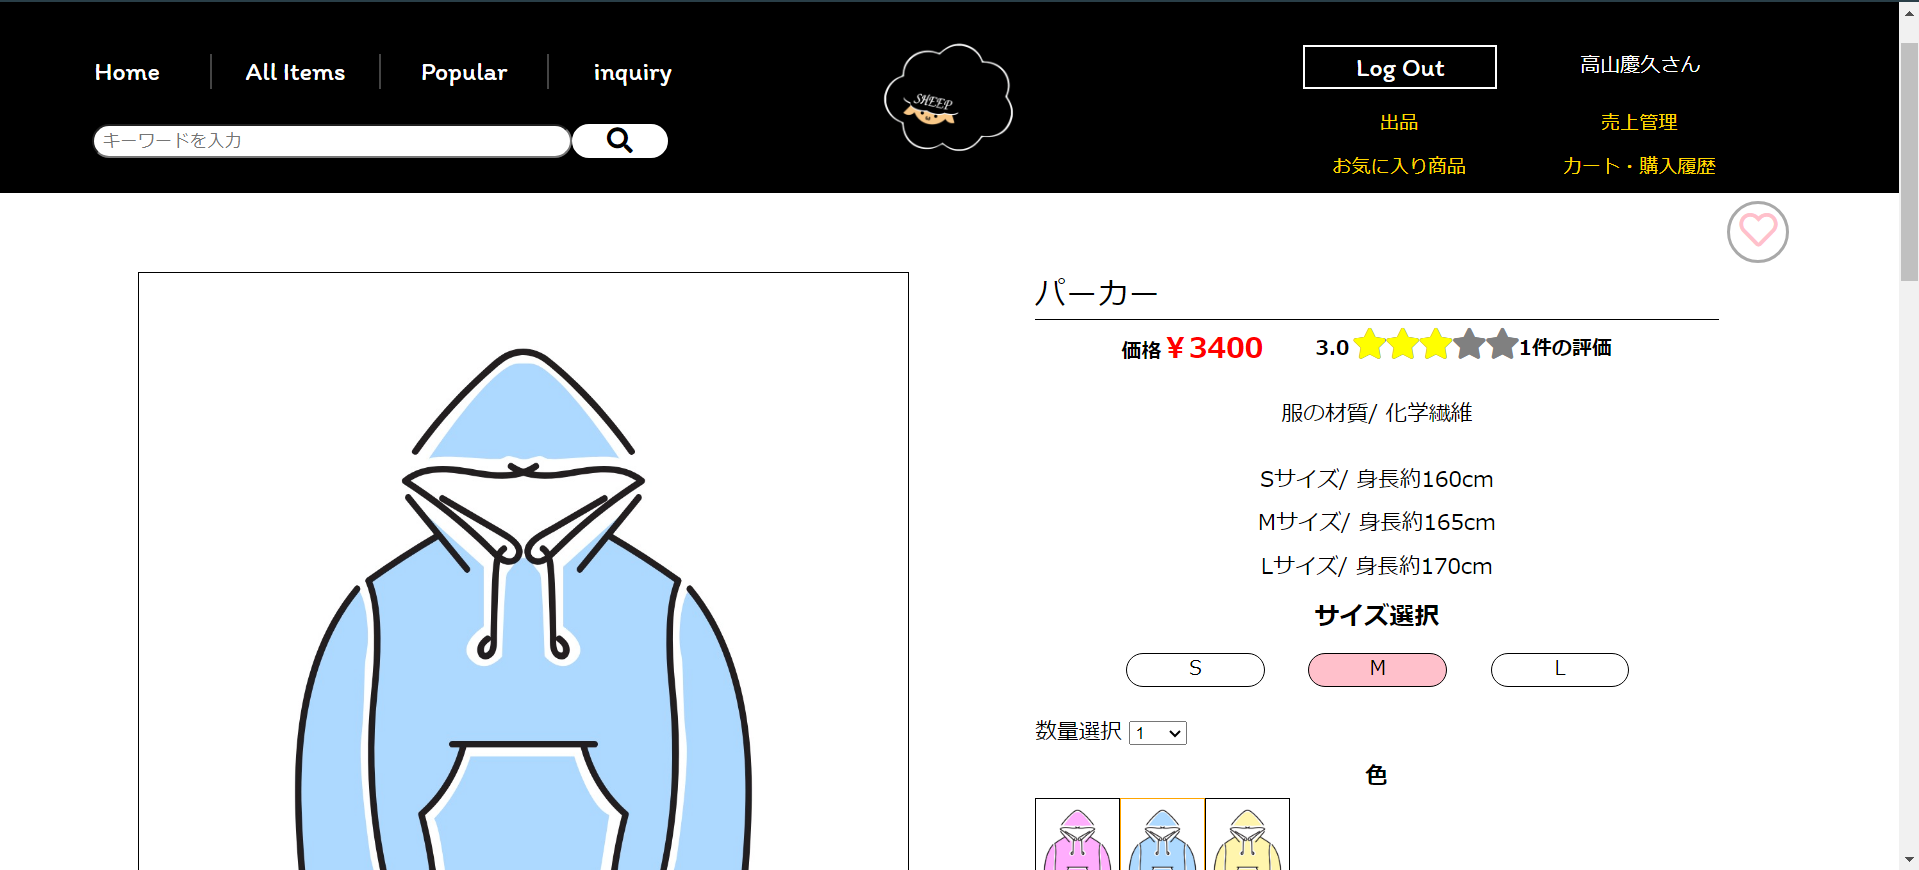 Home All Items Popular inquiry
キーワードを入力
SHEEP
Log Out 高山慶久さん
出品 売上管理
お気に入り商品 カート・購入履歴
パーカー
価格 ¥3400 3.0 1件の評価
服の材質/ 化学繊維
Sサイズ/ 身長約160cm
Mサイズ/ 身長約165cm
Lサイズ/ 身長約170cm
サイズ選択
S M L
数量選択 1
色